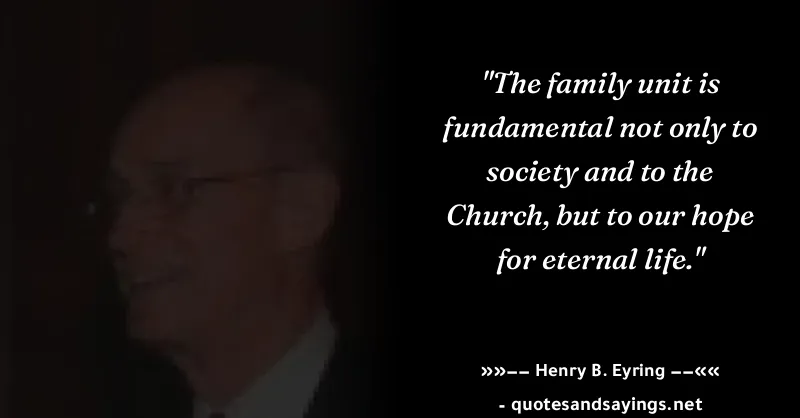 "The family unit is
fundamental not only to
society and to the
Church, but to our hope
for eternal life."
»»−− Henry B. Eyring −−««
- quotesandsayings.net